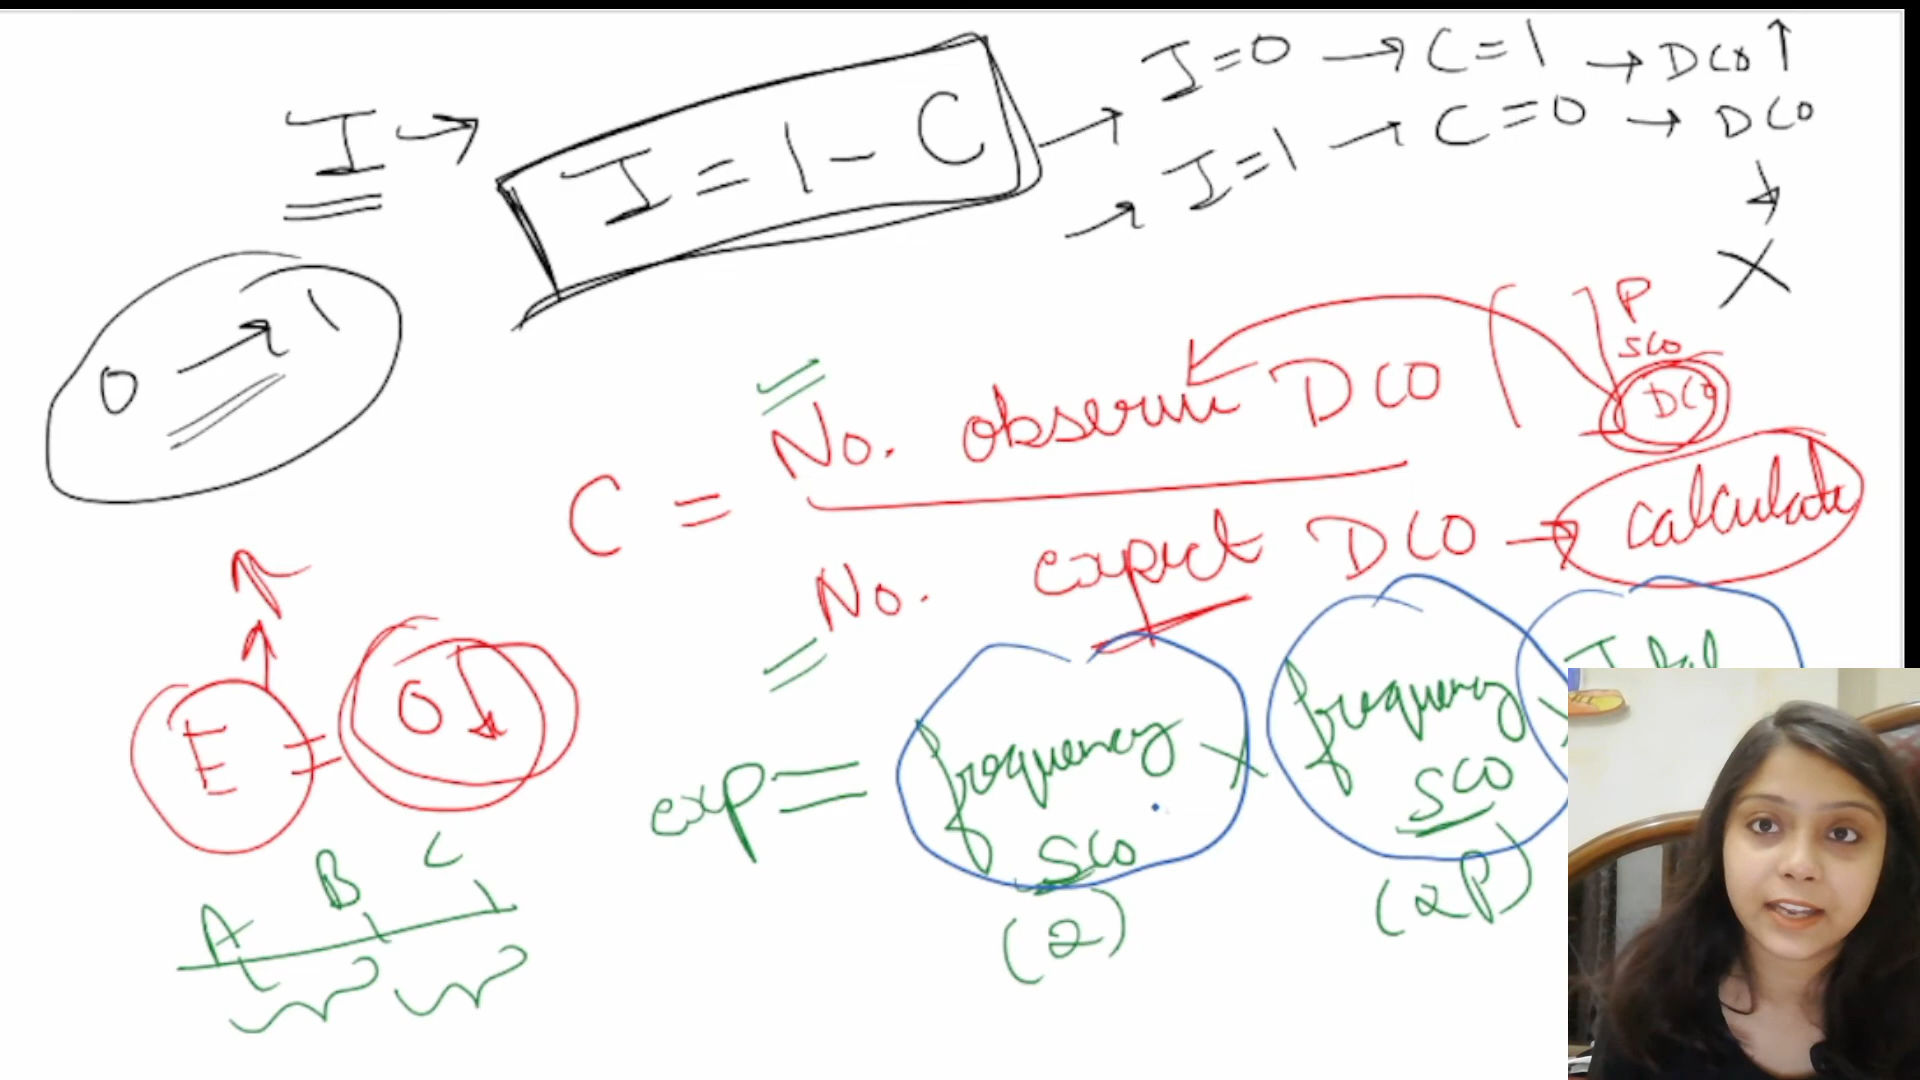 I → I = 1 - C → I = 0 → C = 1 → DCO ↑
→ I = 1 → C = 0 → DCO
↓
X
0 → 1
P
SCO
DCO
C = No. observe DCO
No. expect DCO → calculate
E = O ↓
exp = frequency SCO (2) × frequency SCO (2P) × Total
A B C